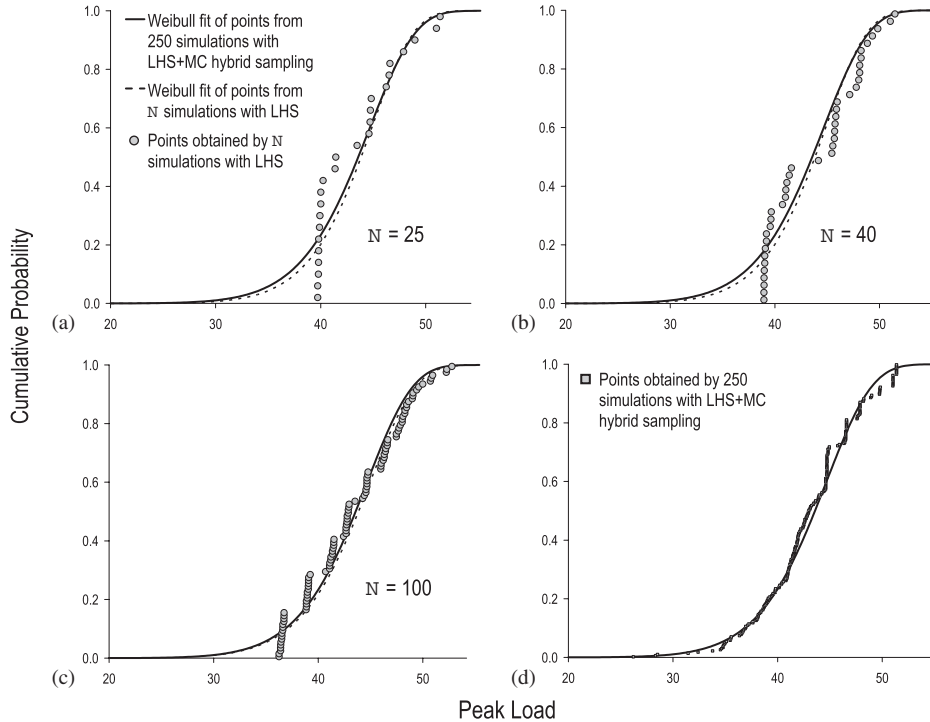 Cumulative Probability
1.0
0.8
0.6
0.4
0.2
0.0
Weibull fit of points from
250 simulations with
LHS+MC hybrid sampling
Weibull fit of points from
N simulations with LHS
Points obtained by N
simulations with LHS
N = 25
(a)
20
30
40
50
1.0
0.8
0.6
0.4
0.2
0.0
N = 40
(b)
20
30
40
50
1.0
0.8
0.6
0.4
0.2
0.0
N = 100
(c)
20
30
40
50
1.0
0.8
0.6
0.4
0.2
0.0
Points obtained by 250
simulations with LHS+MC
hybrid sampling
(d)
20
30
40
50
Peak Load